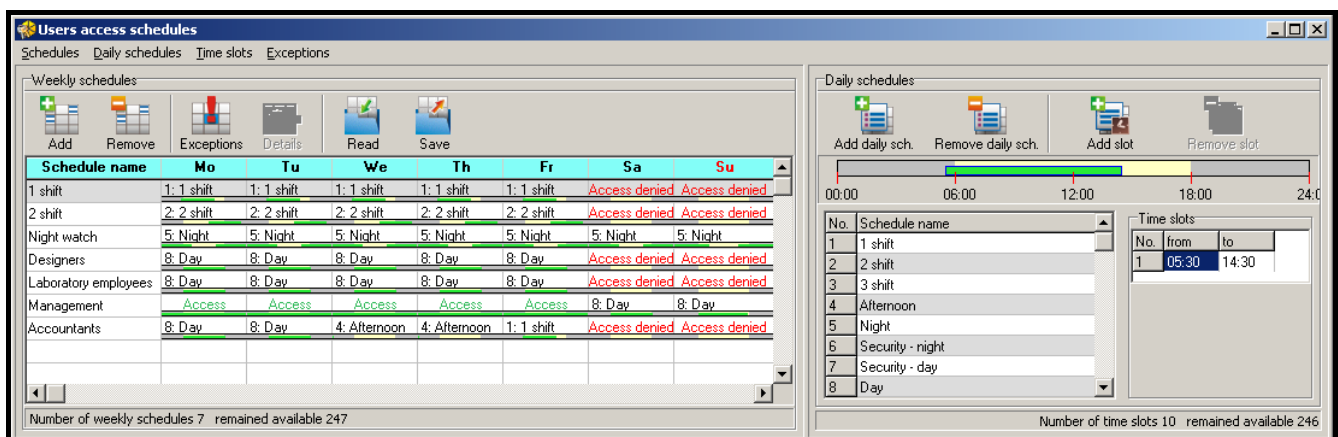 Users access schedules
Schedules Daily schedules Time slots Exceptions
Weekly schedules
Add Remove Exceptions Details Read Save
Schedule name Mo Tu We Th Fr Sa Su
1 shift 1: 1 shift 1: 1 shift 1: 1 shift 1: 1 shift 1: 1 shift Access denied Access denied
2 shift 2: 2 shift 2: 2 shift 2: 2 shift 2: 2 shift 2: 2 shift Access denied Access denied
Night watch 5: Night 5: Night 5: Night 5: Night 5: Night 5: Night 5: Night
Designers 8: Day 8: Day 8: Day 8: Day 8: Day Access denied Access denied
Laboratory employees 8: Day 8: Day 8: Day 8: Day 8: Day Access denied Access denied
Management Access Access Access Access Access 8: Day 8: Day
Accountants 8: Day 8: Day 4: Afternoon 4: Afternoon 1: 1 shift Access denied Access denied
Number of weekly schedules 7 remained available 247
Daily schedules
Add daily sch. Remove daily sch. Add slot Remove slot
00:00 06:00 12:00 18:00 24:0
No. Schedule name
1 1 shift
2 2 shift
3 3 shift
4 Afternoon
5 Night
6 Security - night
7 Security - day
8 Day
Time slots
No. from to
1 05:30 14:30
Number of time slots 10 remained available 246